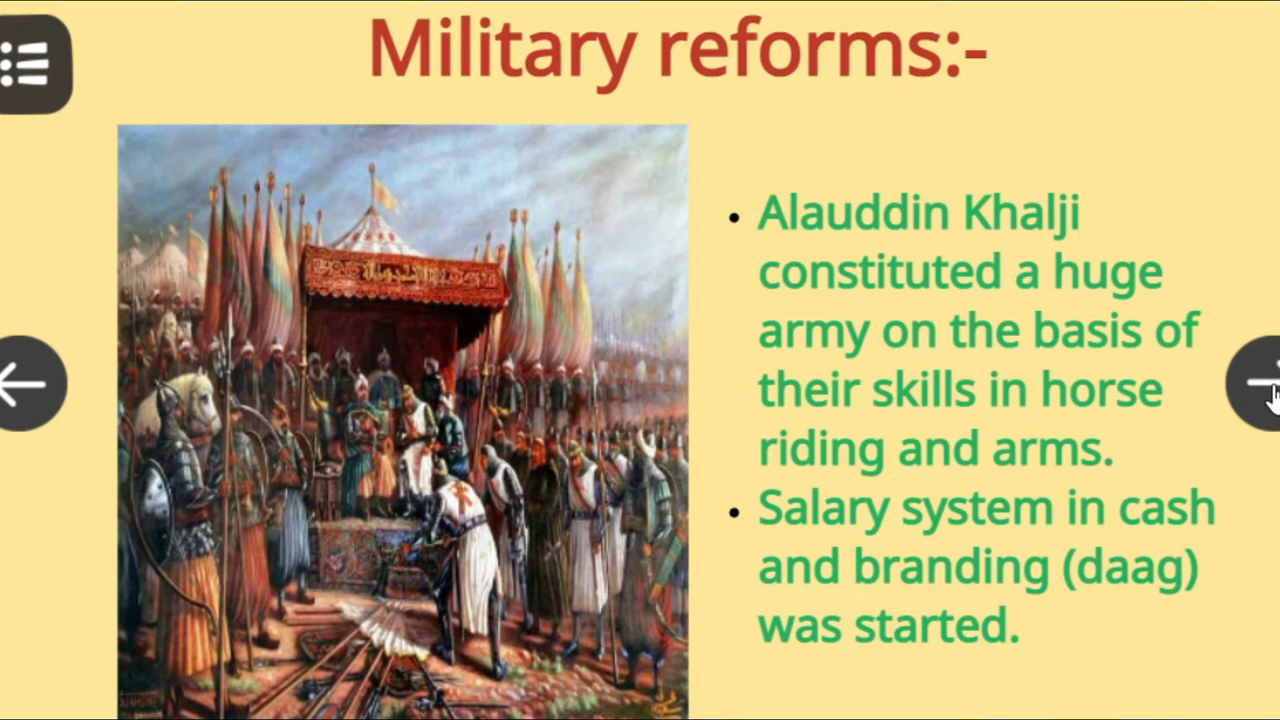 Military reforms:-
• Alauddin Khalji
constituted a huge
army on the basis of
their skills in horse
riding and arms.
• Salary system in cash
and branding (daag)
was started.